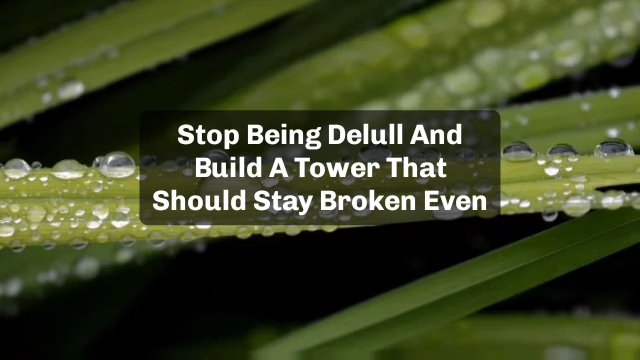 Stop Being Delull And
Build A Tower That
Should Stay Broken Even